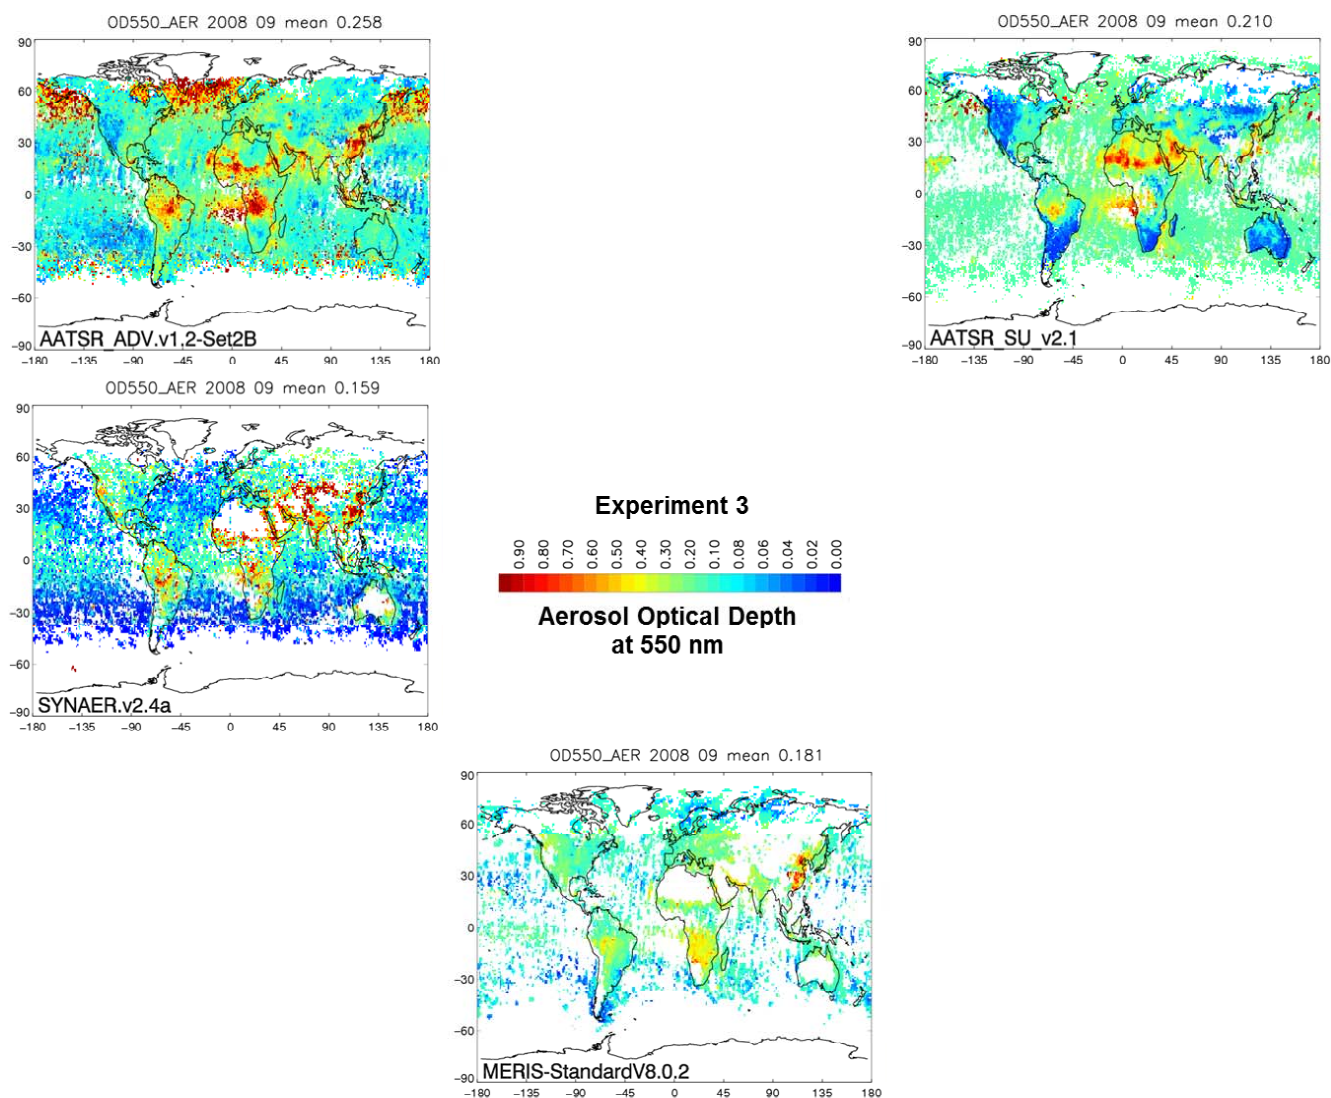 OD550_AER 2008 09 mean 0.258
90
60
30
0
−30
−60
−90
AATSR_ADV.v1.2-Set2B
−180 −135 −90 −45 0 45 90 135 180
OD550_AER 2008 09 mean 0.210
90
60
30
0
−30
−60
−90
AATSR_SU_v2.1
−180 −135 −90 −45 0 45 90 135 180
OD550_AER 2008 09 mean 0.159
90
60
30
0
−30
−60
−90
SYNAER.v2.4a
−180 −135 −90 −45 0 45 90 135 180
Experiment 3
0.90 0.80 0.70 0.60 0.50 0.40 0.30 0.20 0.10 0.08 0.06 0.04 0.02 0.00
Aerosol Optical Depth
at 550 nm
OD550_AER 2008 09 mean 0.181
90
60
30
0
−30
−60
−90
MERIS-StandardV8.0.2
−180 −135 −90 −45 0 45 90 135 180